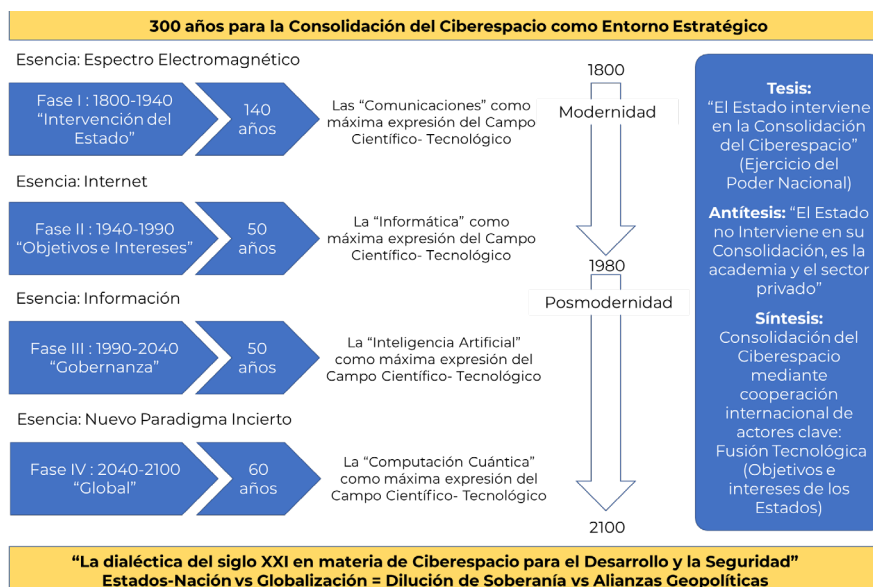 300 años para la Consolidación del Ciberespacio como Entorno Estratégico
Esencia: Espectro Electromagnético
Fase I : 1800-1940
“Intervención del
Estado”
140
años
Las “Comunicaciones” como
máxima expresión del Campo
Científico- Tecnológico
Esencia: Internet
Fase II : 1940-1990
“Objetivos e Intereses”
50
años
La “Informática” como
máxima expresión del Campo
Científico- Tecnológico
Esencia: Información
Fase III : 1990-2040
“Gobernanza”
50
años
La “Inteligencia Artificial”
como máxima expresión del
Campo Científico- Tecnológico
Esencia: Nuevo Paradigma Incierto
Fase IV : 2040-2100
“Global”
60
años
La “Computación Cuántica”
como máxima expresión del
Campo Científico- Tecnológico
1800
Modernidad
1980
Posmodernidad
2100
Tesis:
“El Estado interviene
en la Consolidación
del Ciberespacio”
(Ejercicio del
Poder Nacional)
Antítesis: “El Estado
no Interviene en su
Consolidación, es la
academia y el sector
privado”
Síntesis:
Consolidación del
Ciberespacio
mediante
cooperación
internacional de
actores clave:
Fusión Tecnológica
(Objetivos e
intereses de los
Estados)
“La dialéctica del siglo XXI en materia de Ciberespacio para el Desarrollo y la Seguridad”
Estados-Nación vs Globalización = Dilución de Soberanía vs Alianzas Geopolíticas